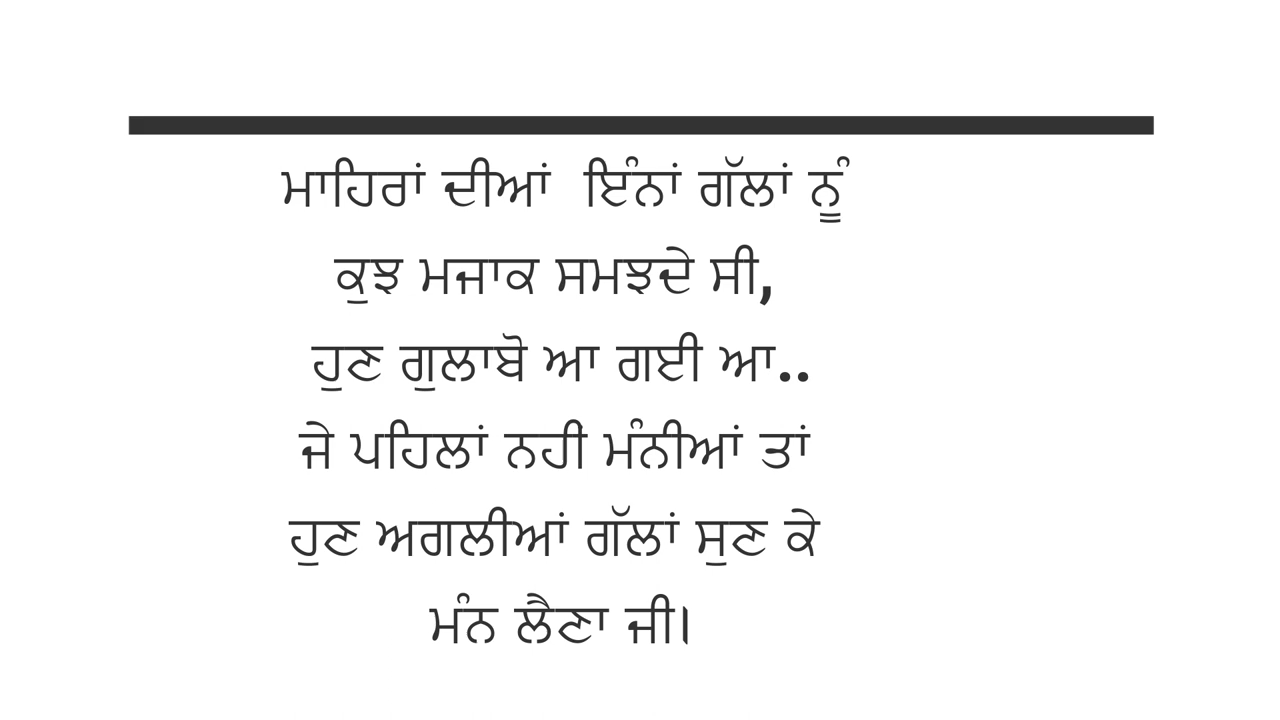 ਮਾਹਿਰਾਂ ਦੀਆਂ  ਇੰਨਾਂ ਗੱਲਾਂ ਨੂੰ
ਕੁਝ ਮਜਾਕ ਸਮਝਦੇ ਸੀ,
ਹੁਣ ਗੁਲਾਬੋ ਆ ਗਈ ਆ..
ਜੇ ਪਹਿਲਾਂ ਨਹੀਂ ਮੰਨੀਆਂ ਤਾਂ
ਹੁਣ ਅਗਲੀਆਂ ਗੱਲਾਂ ਸੁਣ ਕੇ
ਮੰਨ ਲੈਣਾ ਜੀ।